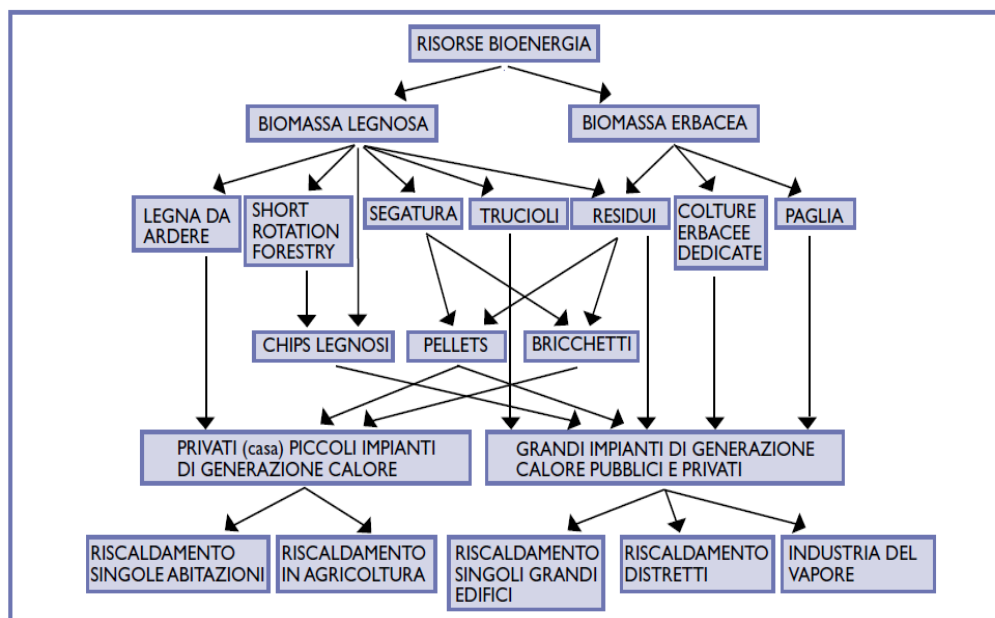 RISORSE BIOENERGIA
BIOMASSA LEGNOSA
BIOMASSA ERBACEA
LEGNA DA
ARDERE
SHORT
ROTATION
FORESTRY
SEGATURA
TRUCIOLI
RESIDUI
COLTURE
ERBACEE
DEDICATE
PAGLIA
CHIPS LEGNOSI
PELLETS
BRICCHETTI
PRIVATI (casa) PICCOLI IMPIANTI
DI GENERAZIONE CALORE
GRANDI IMPIANTI DI GENERAZIONE
CALORE PUBBLICI E PRIVATI
RISCALDAMENTO
SINGOLE ABITAZIONI
RISCALDAMENTO
IN AGRICOLTURA
RISCALDAMENTO
SINGOLI GRANDI
EDIFICI
RISCALDAMENTO
DISTRETTI
INDUSTRIA DEL
VAPORE